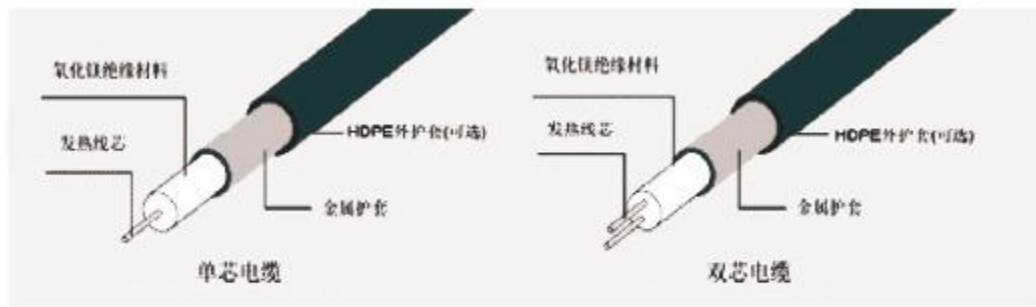 氧化镁绝缘材料
发热线芯
HDPE外护套(可选)
金属护套
单芯电缆
氧化镁绝缘材料
发热线芯
HDPE外护套(可选)
金属护套
双芯电缆